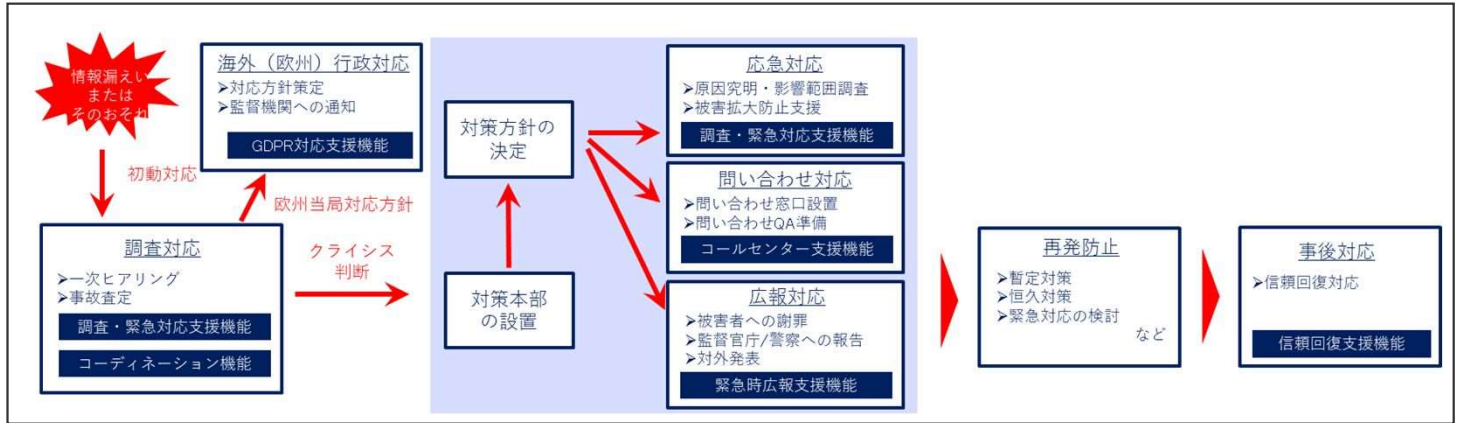 情報漏えい
または
そのおそれ
初動対応
海外（欧州）行政対応
➢対応方針策定
➢監督機関への通知
GDPR対応支援機能
欧州当局対応方針
調査対応
➢一次ヒアリング
➢事故査定
調査・緊急対応支援機能
コーディネーション機能
クライシス
判断
対策本部
の設置
対策方針の
決定
応急対応
➢原因究明・影響範囲調査
➢被害拡大防止支援
調査・緊急対応支援機能
問い合わせ対応
➢問い合わせ窓口設置
➢問い合わせQA準備
コールセンター支援機能
広報対応
➢被害者への謝罪
➢監督官庁/警察への報告
➢対外発表
緊急時広報支援機能
再発防止
➢暫定対策
➢恒久対策
➢緊急対応の検討
など
事後対応
➢信頼回復対応
信頼回復支援機能